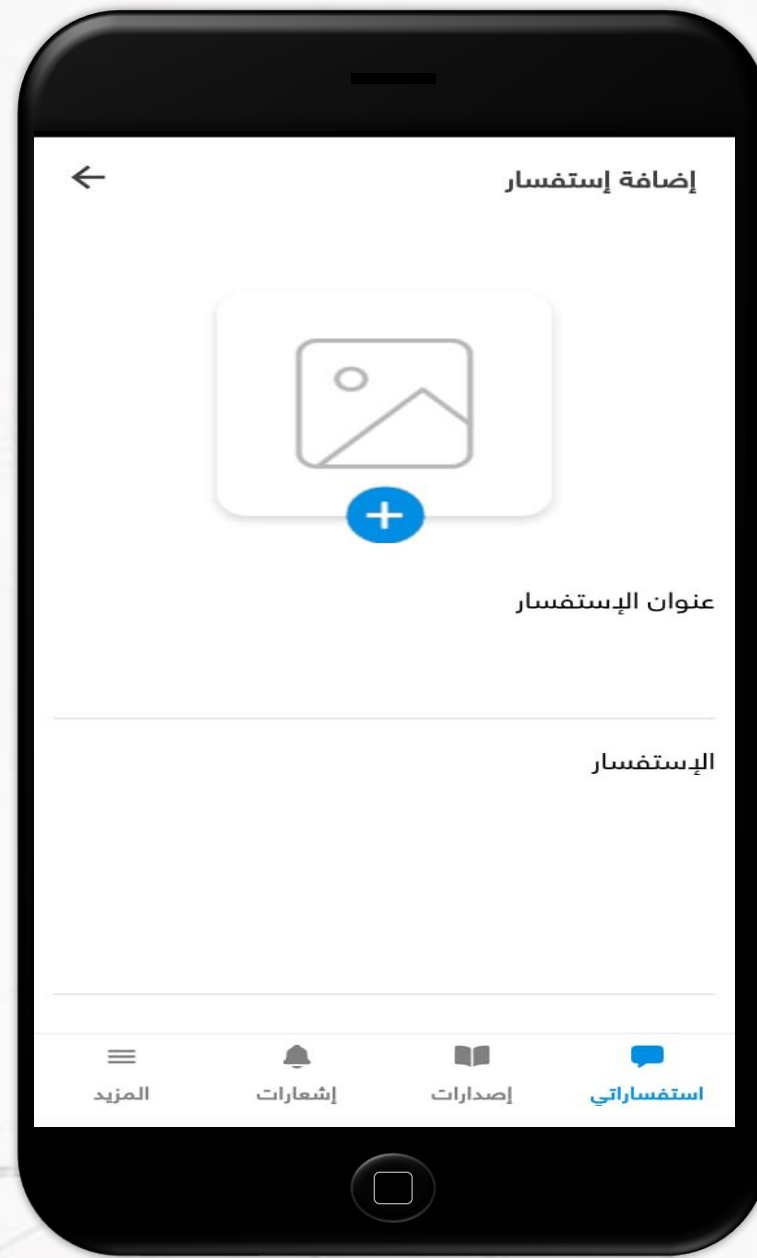 إضافة إستفسار
عنوان الإستفسار
الإستفسار
استفساراتي
إصدارات
إشعارات
المزيد